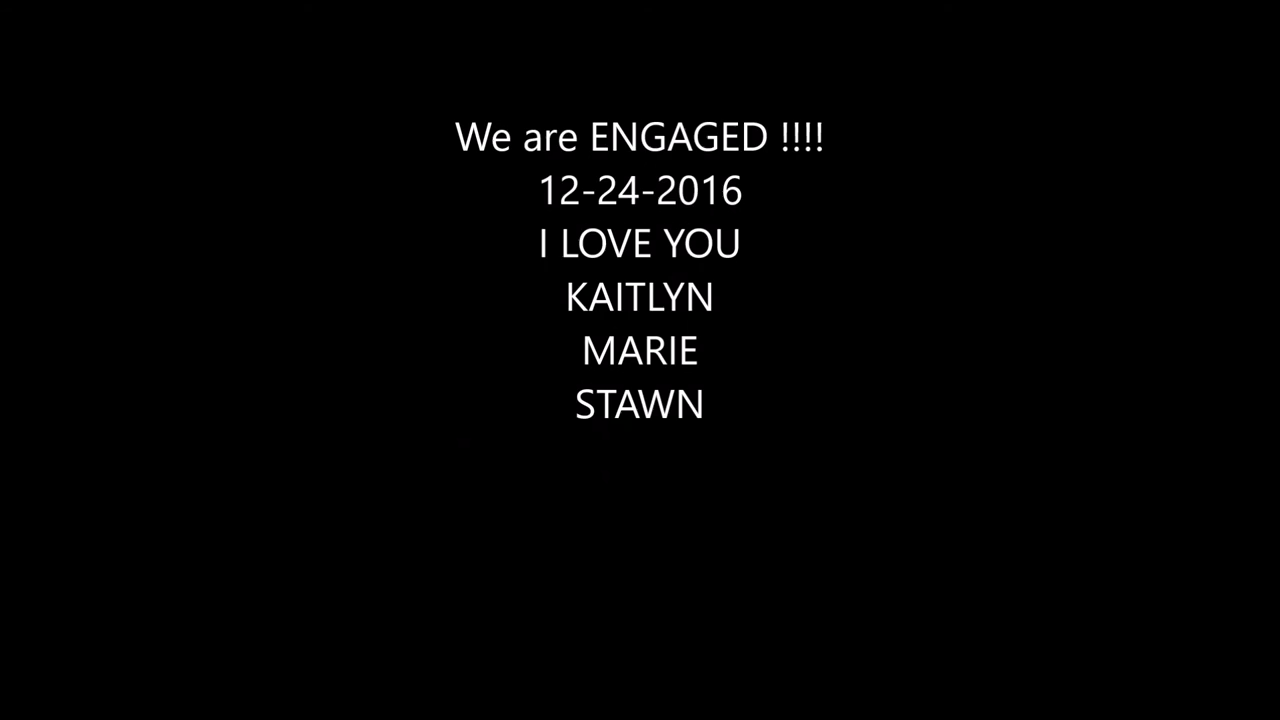 We are ENGAGED !!!!
12-24-2016
I LOVE YOU
KAITLYN
MARIE
STAWN